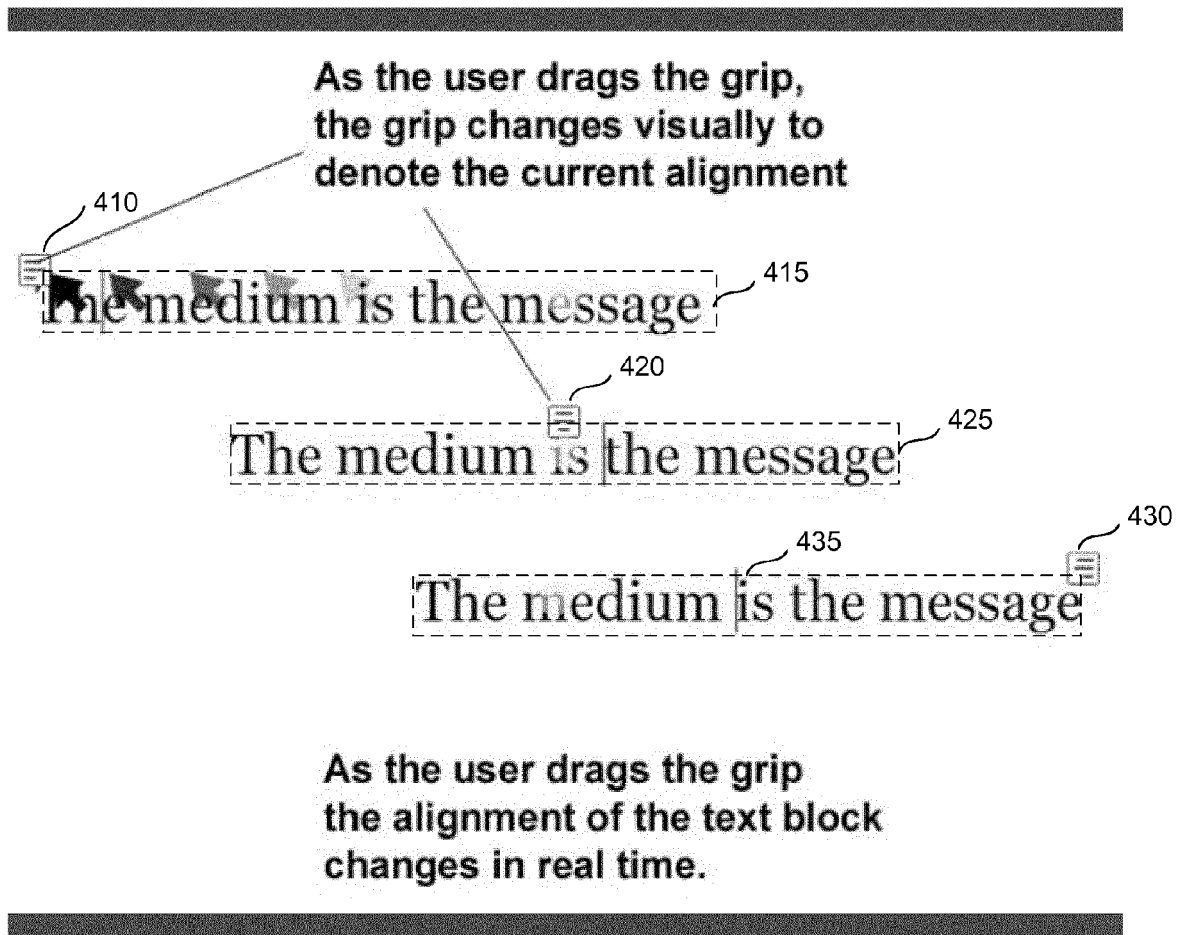 As the user drags the grip,
the grip changes visually to
denote the current alignment
410
The medium is the message
415
420
The medium is the message
425
430
435
The medium is the message
As the user drags the grip
the alignment of the text block
changes in real time.